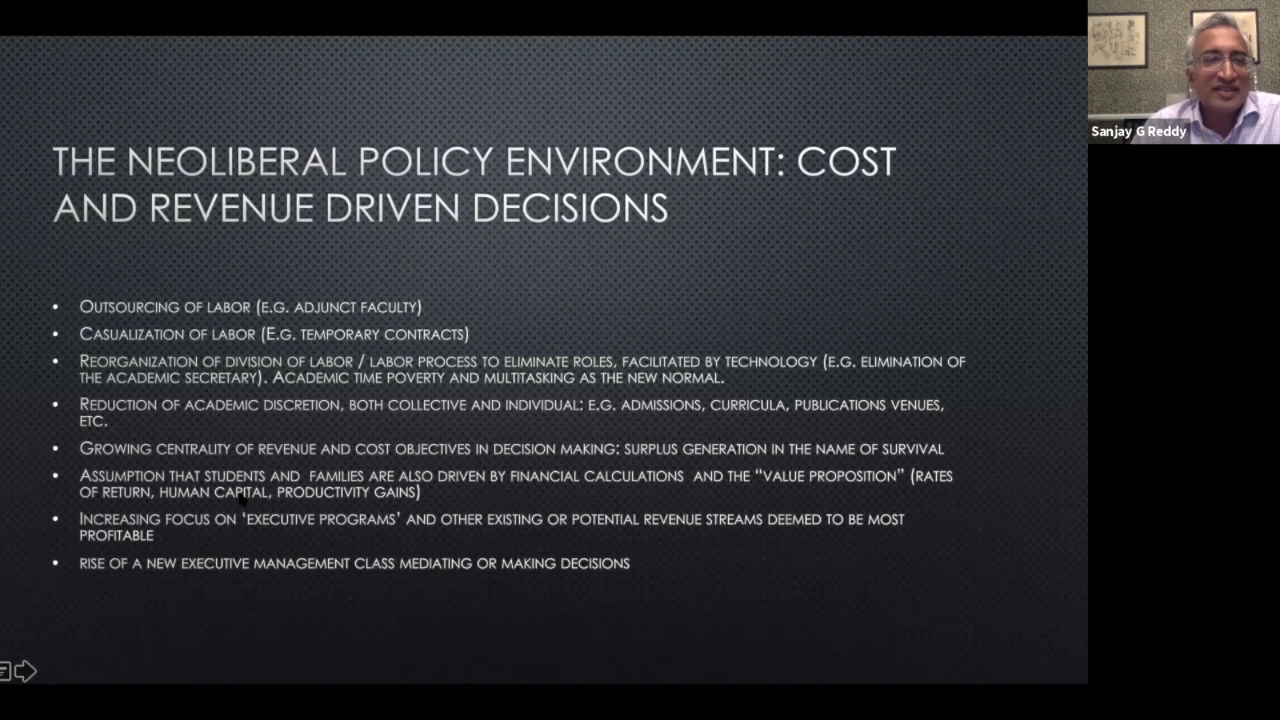 THE NEOLIBERAL POLICY ENVIRONMENT: COST
AND REVENUE DRIVEN DECISIONS
• OUTSOURCING OF LABOR (E.G. ADJUNCT FACULTY)
• CASUALIZATION OF LABOR (E.G. TEMPORARY CONTRACTS)
• REORGANIZATION OF DIVISION OF LABOR / LABOR PROCESS TO ELIMINATE ROLES, FACILITATED BY TECHNOLOGY (E.G. ELIMINATION OF
THE ACADEMIC SECRETARY). ACADEMIC TIME POVERTY AND MULTITASKING AS THE NEW NORMAL.
• REDUCTION OF ACADEMIC DISCRETION, BOTH COLLECTIVE AND INDIVIDUAL: E.G. ADMISSIONS, CURRICULA, PUBLICATIONS VENUES,
ETC.
• GROWING CENTRALITY OF REVENUE AND COST OBJECTIVES IN DECISION MAKING: SURPLUS GENERATION IN THE NAME OF SURVIVAL
• ASSUMPTION THAT STUDENTS AND FAMILIES ARE ALSO DRIVEN BY FINANCIAL CALCULATIONS AND THE “VALUE PROPOSITION” (RATES
OF RETURN, HUMAN CAPITAL, PRODUCTIVITY GAINS)
• INCREASING FOCUS ON ‘EXECUTIVE PROGRAMS’ AND OTHER EXISTING OR POTENTIAL REVENUE STREAMS DEEMED TO BE MOST
PROFITABLE
• RISE OF A NEW EXECUTIVE MANAGEMENT CLASS MEDIATING OR MAKING DECISIONS
Sanjay G Reddy